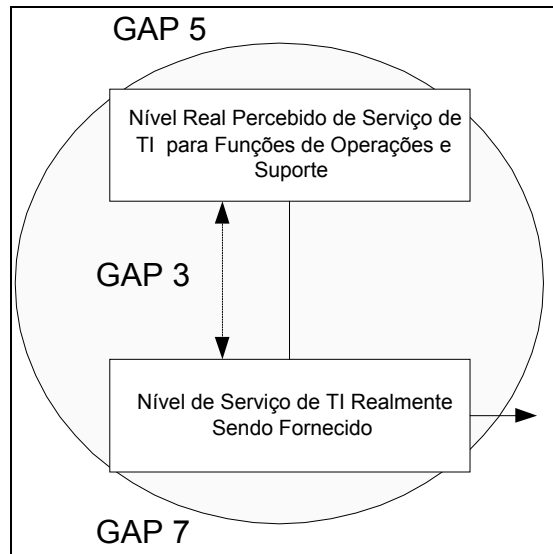 GAP 5
Nível Real Percebido de Serviço de
TI para Funções de Operações e
Suporte
GAP 3
Nível de Serviço de TI Realmente
Sendo Fornecido
GAP 7